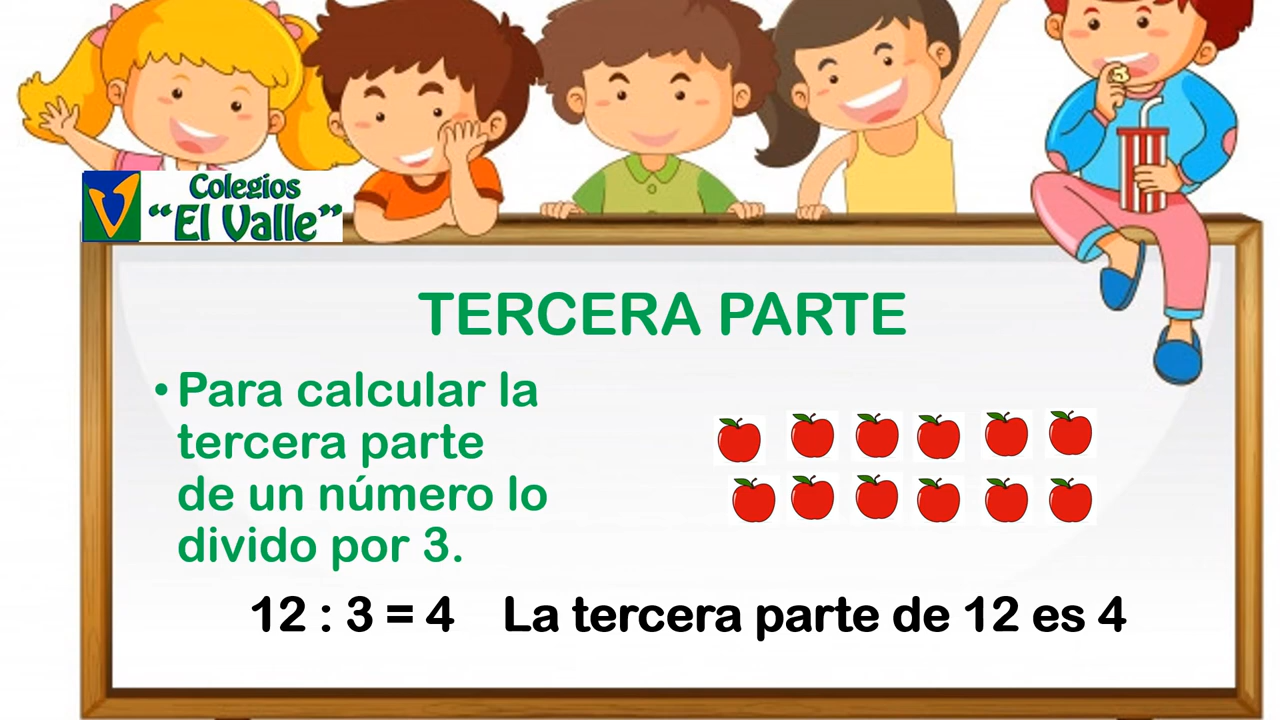 Colegios
“El Valle”
TERCERA PARTE
• Para calcular la
tercera parte
de un número lo
divido por 3.
12 : 3 = 4 La tercera parte de 12 es 4